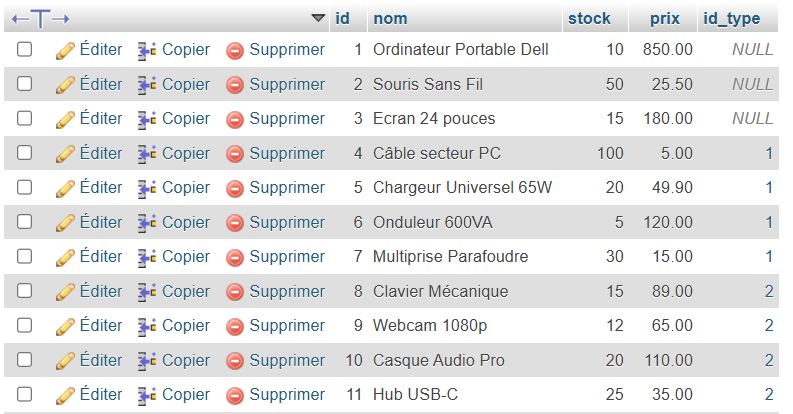 id nom stock prix id_type
Éditer Copier Supprimer 1 Ordinateur Portable Dell 10 850.00 NULL
Éditer Copier Supprimer 2 Souris Sans Fil 50 25.50 NULL
Éditer Copier Supprimer 3 Ecran 24 pouces 15 180.00 NULL
Éditer Copier Supprimer 4 Câble secteur PC 100 5.00 1
Éditer Copier Supprimer 5 Chargeur Universel 65W 20 49.90 1
Éditer Copier Supprimer 6 Onduleur 600VA 5 120.00 1
Éditer Copier Supprimer 7 Multiprise Parafoudre 30 15.00 1
Éditer Copier Supprimer 8 Clavier Mécanique 15 89.00 2
Éditer Copier Supprimer 9 Webcam 1080p 12 65.00 2
Éditer Copier Supprimer 10 Casque Audio Pro 20 110.00 2
Éditer Copier Supprimer 11 Hub USB-C 25 35.00 2